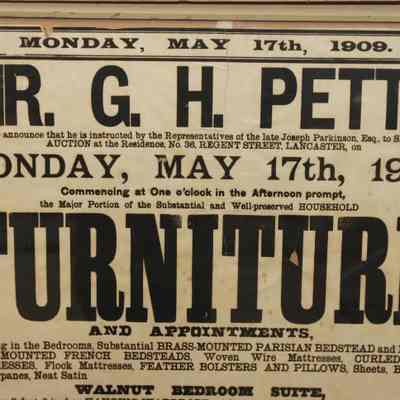 MONDAY, MAY 17th, 1909.
R. G. H. PETT
announce that he is instructed by the Representatives of the late Joseph Parkinson, Esq., to S
AUCTION at the Residence, No. 36, REGENT STREET, LANCASTER, on
ONDAY, MAY 17th, 19
Commencing at One o'clock in the Afternoon prompt,
the Major Portion of the Substantial and Well-preserved HOUSEHOLD
FURNITURE
AND APPOINTMENTS,
ng in the Bedrooms, Substantial BRASS-MOUNTED PARISIAN BEDSTEAD and
MOUNTED FRENCH BEDSTEADS, Woven Wire Mattresses, CURLED
RESSES, Flock Mattresses, FEATHER BOLSTERS AND PILLOWS, Sheets, B
rpanes, Neat Satin
WALNUT BEDROOM SUITE,